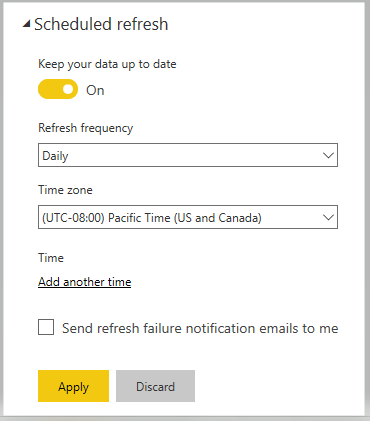 Scheduled refresh
Keep your data up to date
On
Refresh frequency
Daily
Time zone
(UTC-08:00) Pacific Time (US and Canada)
Time
Add another time
Send refresh failure notification emails to me
Apply Discard